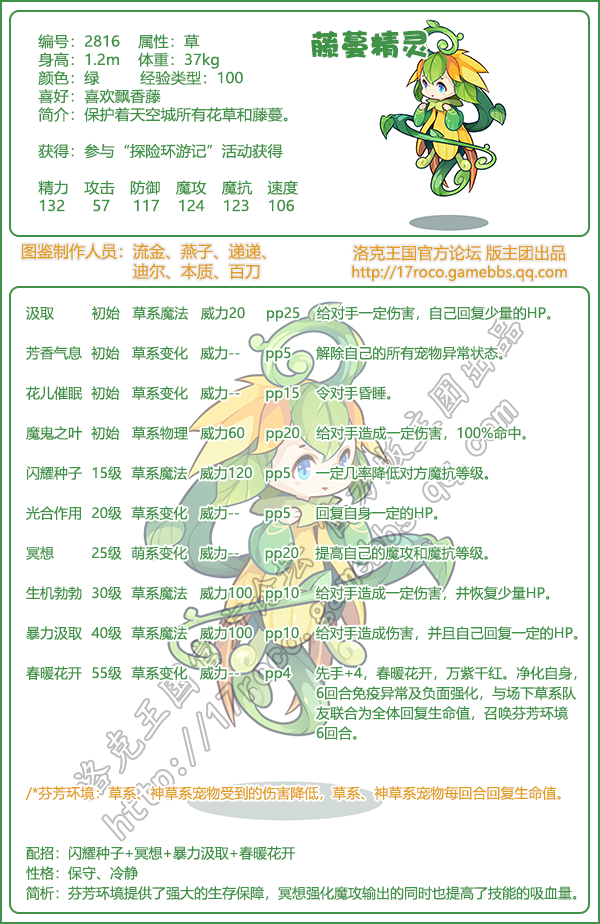 藤蔓精灵
编号：2816 属性：草
身高：1.2m 体重：37kg
颜色：绿 经验类型：100
喜好：喜欢飘香藤
简介：保护着天空城所有花草和藤蔓。
获得：参与“探险环游记”活动获得
精力 攻击 防御 魔攻 魔抗 速度
132 57 117 124 123 106
图鉴制作人员：流金、燕子、递递、
迪尔、本质、百刀
洛克王国官方论坛 版主团出品
http://17roco.gamebbs.qq.com
汲取 初始 草系魔法 威力20 pp25 给对手一定伤害，自己回复少量的HP。
芳香气息 初始 草系变化 威力-- pp5 解除自己的所有宠物异常状态。
花儿催眠 初始 草系变化 威力-- pp15 令对手昏睡。
魔鬼之叶 初始 草系物理 威力60 pp20 给对手造成一定伤害，100%命中。
闪耀种子 15级 草系魔法 威力120 pp5 一定几率降低对方魔抗等级。
光合作用 20级 草系变化 威力-- pp5 回复自身一定的HP。
冥想 25级 萌系变化 威力-- pp20 提高自己的魔攻和魔抗等级。
生机勃勃 30级 草系魔法 威力100 pp10 给对手造成一定伤害，并恢复少量HP。
暴力汲取 40级 草系魔法 威力100 pp10 给对手造成伤害，并且自己回复一定的HP。
春暖花开 55级 草系变化 威力-- pp4 先手+4，春暖花开，万紫千红。净化自身，
6回合免疫异常及负面强化，与场下草系队
友联合为全体回复生命值，召唤芬芳环境
6回合。
/*芬芳环境：草系、神草系宠物受到的伤害降低，草系、神草系宠物每回合回复生命值。
配招：闪耀种子+冥想+暴力汲取+春暖花开
性格：保守、冷静
简析：芬芳环境提供了强大的生存保障，冥想强化魔攻输出的同时也提高了技能的吸血量。
洛克王国官方论坛 版主团出品
http://17roco.gamebbs.qq.com